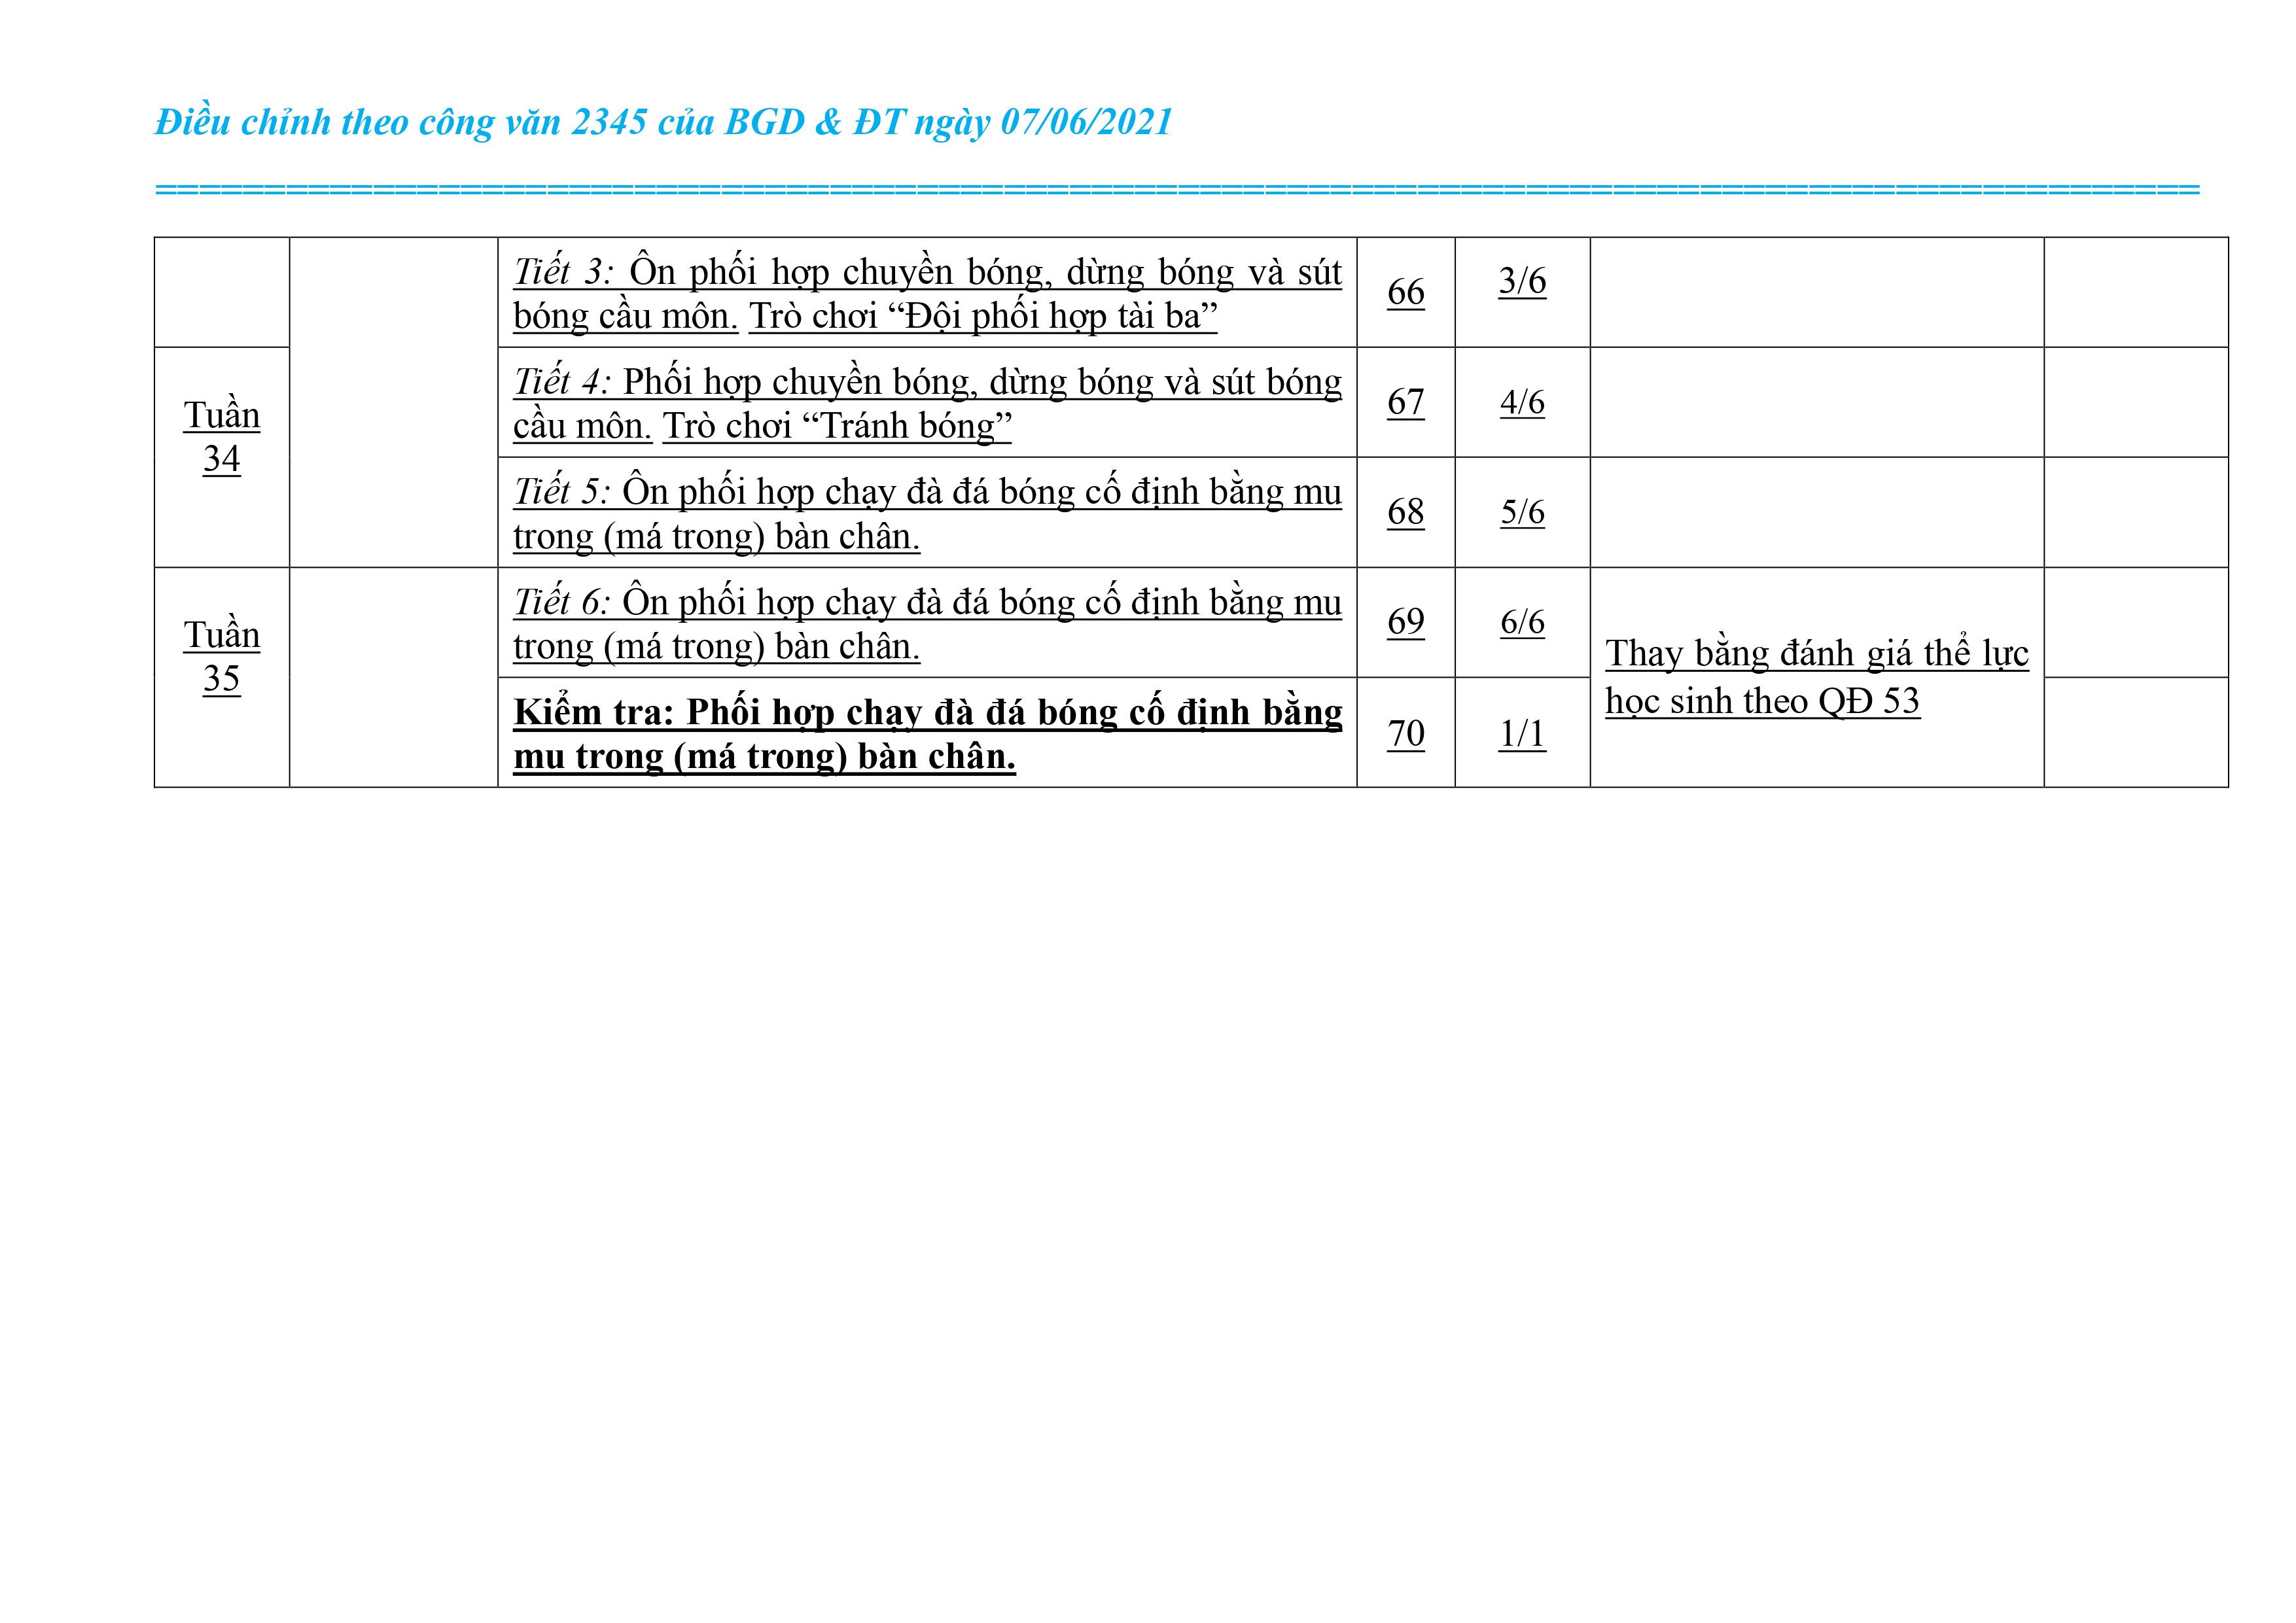 Điều chỉnh theo công văn 2345 của BGD & ĐT ngày 07/06/2021
==============================================================================================
Tiết 3: Ôn phối hợp chuyền bóng, dừng bóng và sút
bóng cầu môn. Trò chơi “Đội phối hợp tài ba”
66
3/6
Tuần
34
Tiết 4: Phối hợp chuyền bóng, dừng bóng và sút bóng
cầu môn. Trò chơi “Tránh bóng”
67
4/6
Tiết 5: Ôn phối hợp chạy đà đá bóng cố định bằng mu
trong (má trong) bàn chân.
68
5/6
Tuần
35
Tiết 6: Ôn phối hợp chạy đà đá bóng cố định bằng mu
trong (má trong) bàn chân.
69
6/6
Thay bằng đánh giá thể lực
học sinh theo QĐ 53
Kiểm tra: Phối hợp chạy đà đá bóng cố định bằng
mu trong (má trong) bàn chân.
70
1/1